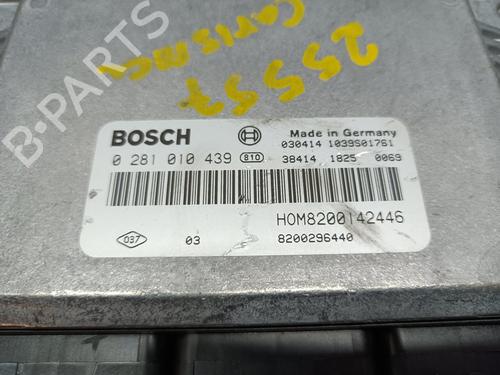 B-PARTS
25557
BOSCH
Made in Germany
030414 1039S01761
0 281 010 439 810
38414 1825 0069
HOM8200142446
037 03 8200296440